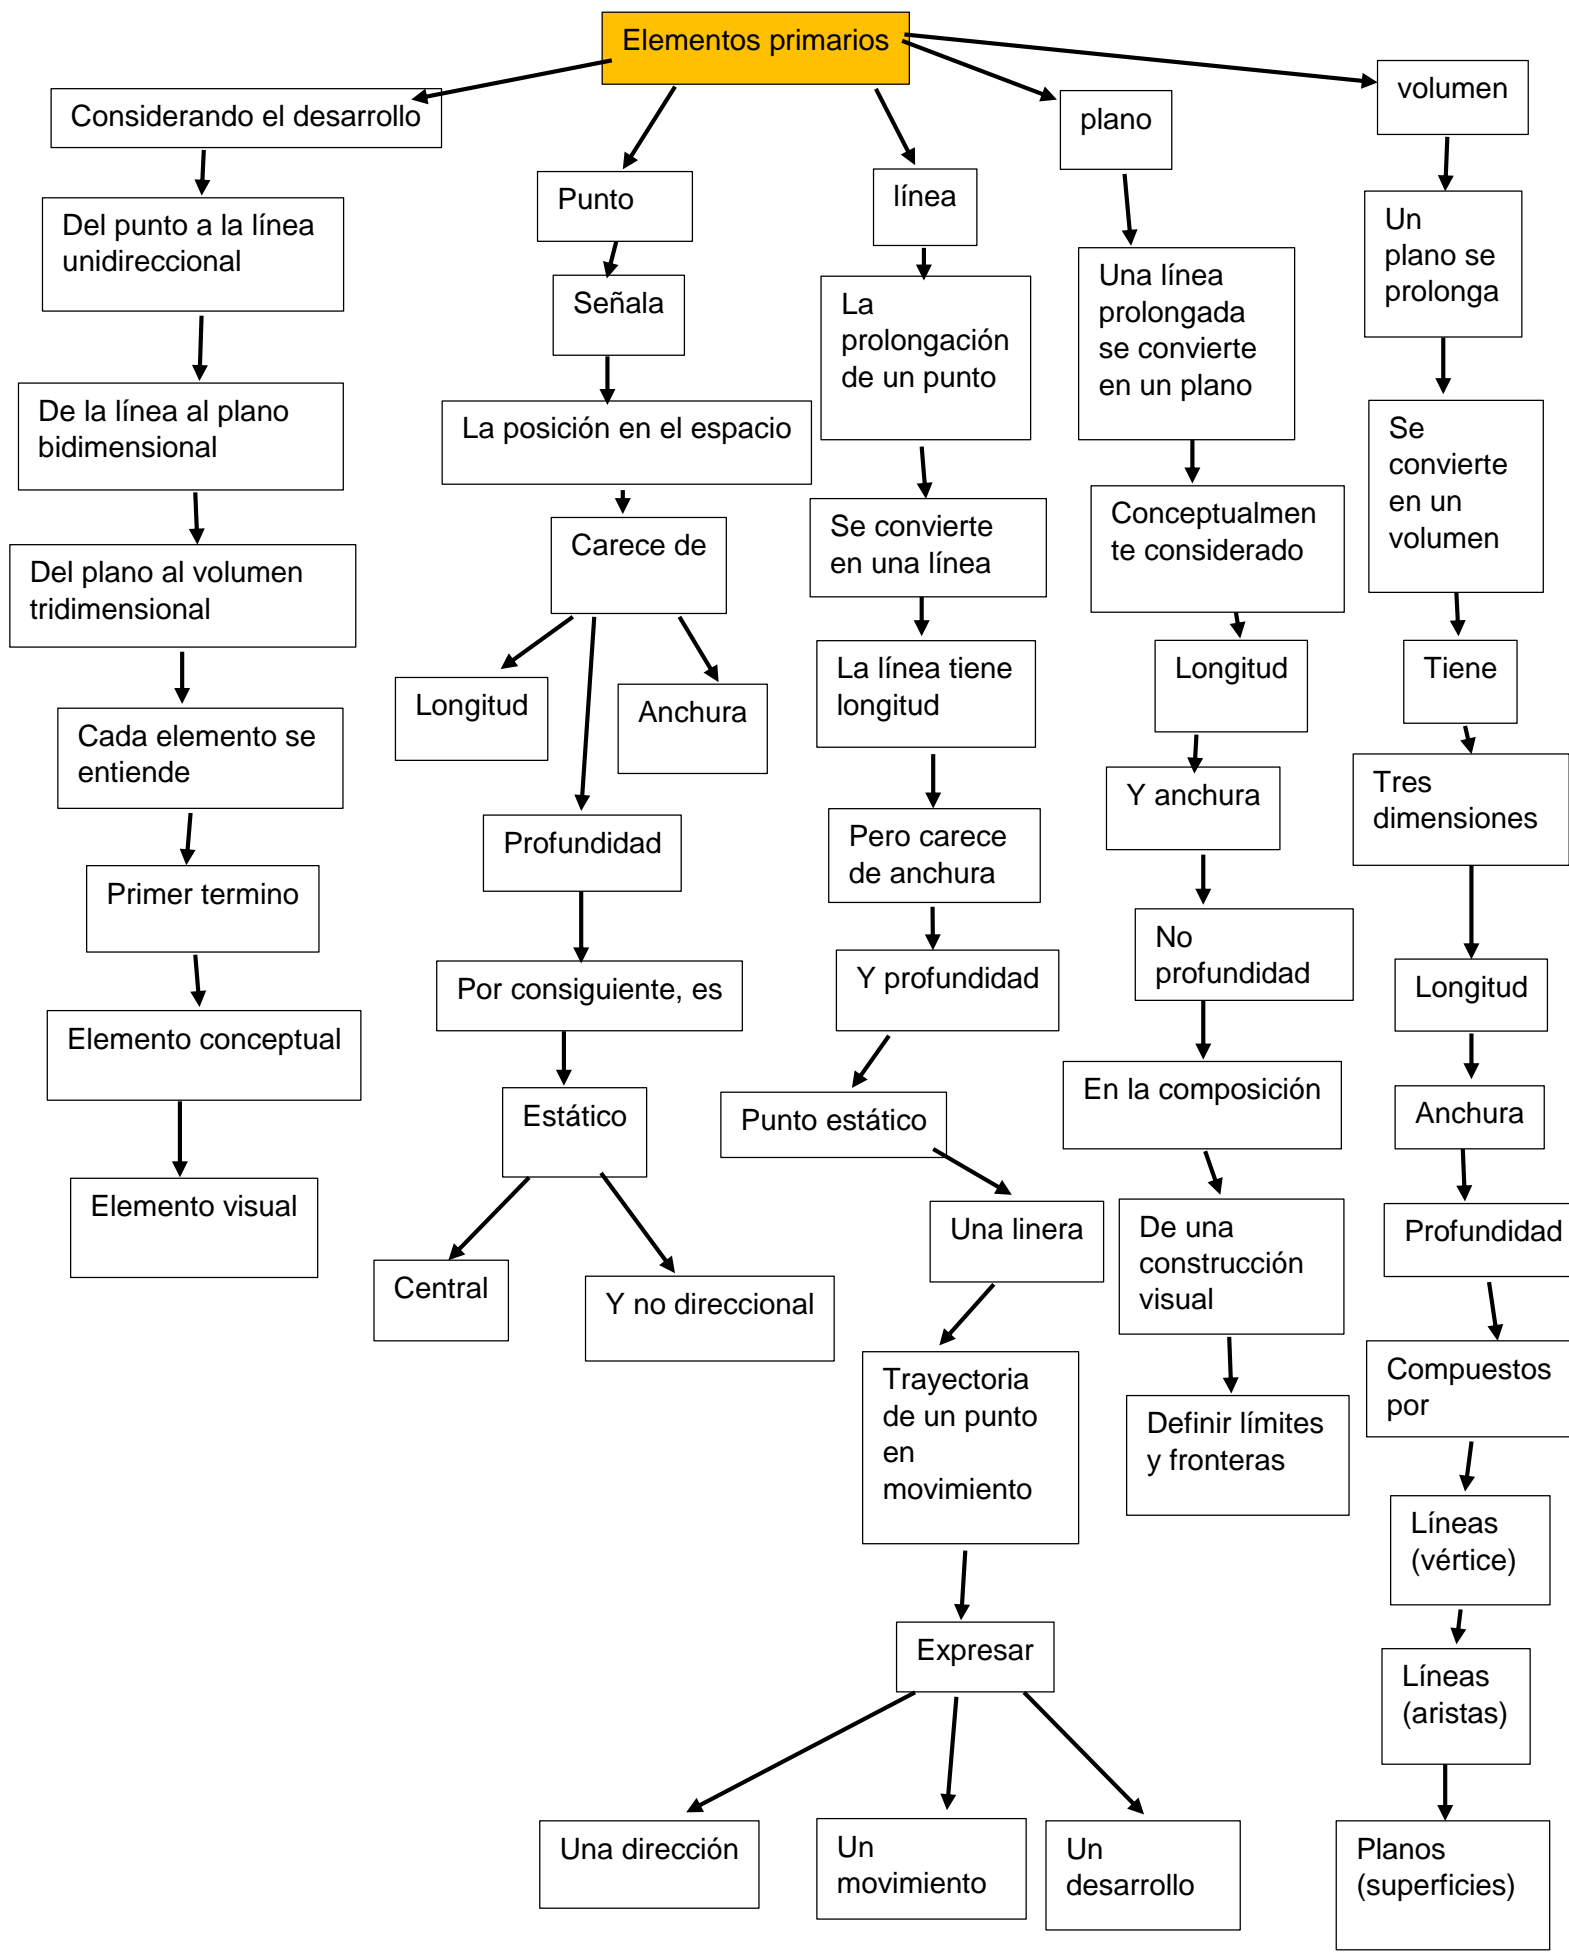 Elementos primarios
Considerando el desarrollo
Del punto a la línea
unidireccional
De la línea al plano
bidimensional
Del plano al volumen
tridimensional
Cada elemento se
entiende
Primer termino
Elemento conceptual
Elemento visual
Punto
Señala
La posición en el espacio
Carece de
Longitud
Anchura
Profundidad
Por consiguiente, es
Estático
Central
Y no direccional
línea
La
prolongación
de un punto
Se convierte
en una línea
La línea tiene
longitud
Pero carece
de anchura
Y profundidad
Punto estático
Una linera
Trayectoria
de un punto
en
movimiento
Expresar
Una dirección
Un
movimiento
Un
desarrollo
plano
Una línea
prolongada
se convierte
en un plano
Conceptualmen
te considerado
Longitud
Y anchura
No
profundidad
En la composición
De una
construcción
visual
Definir límites
y fronteras
volumen
Un
plano se
prolonga
Se
convierte
en un
volumen
Tiene
Tres
dimensiones
Longitud
Anchura
Profundidad
Compuestos
por
Líneas
(vértice)
Líneas
(aristas)
Planos
(superficies)